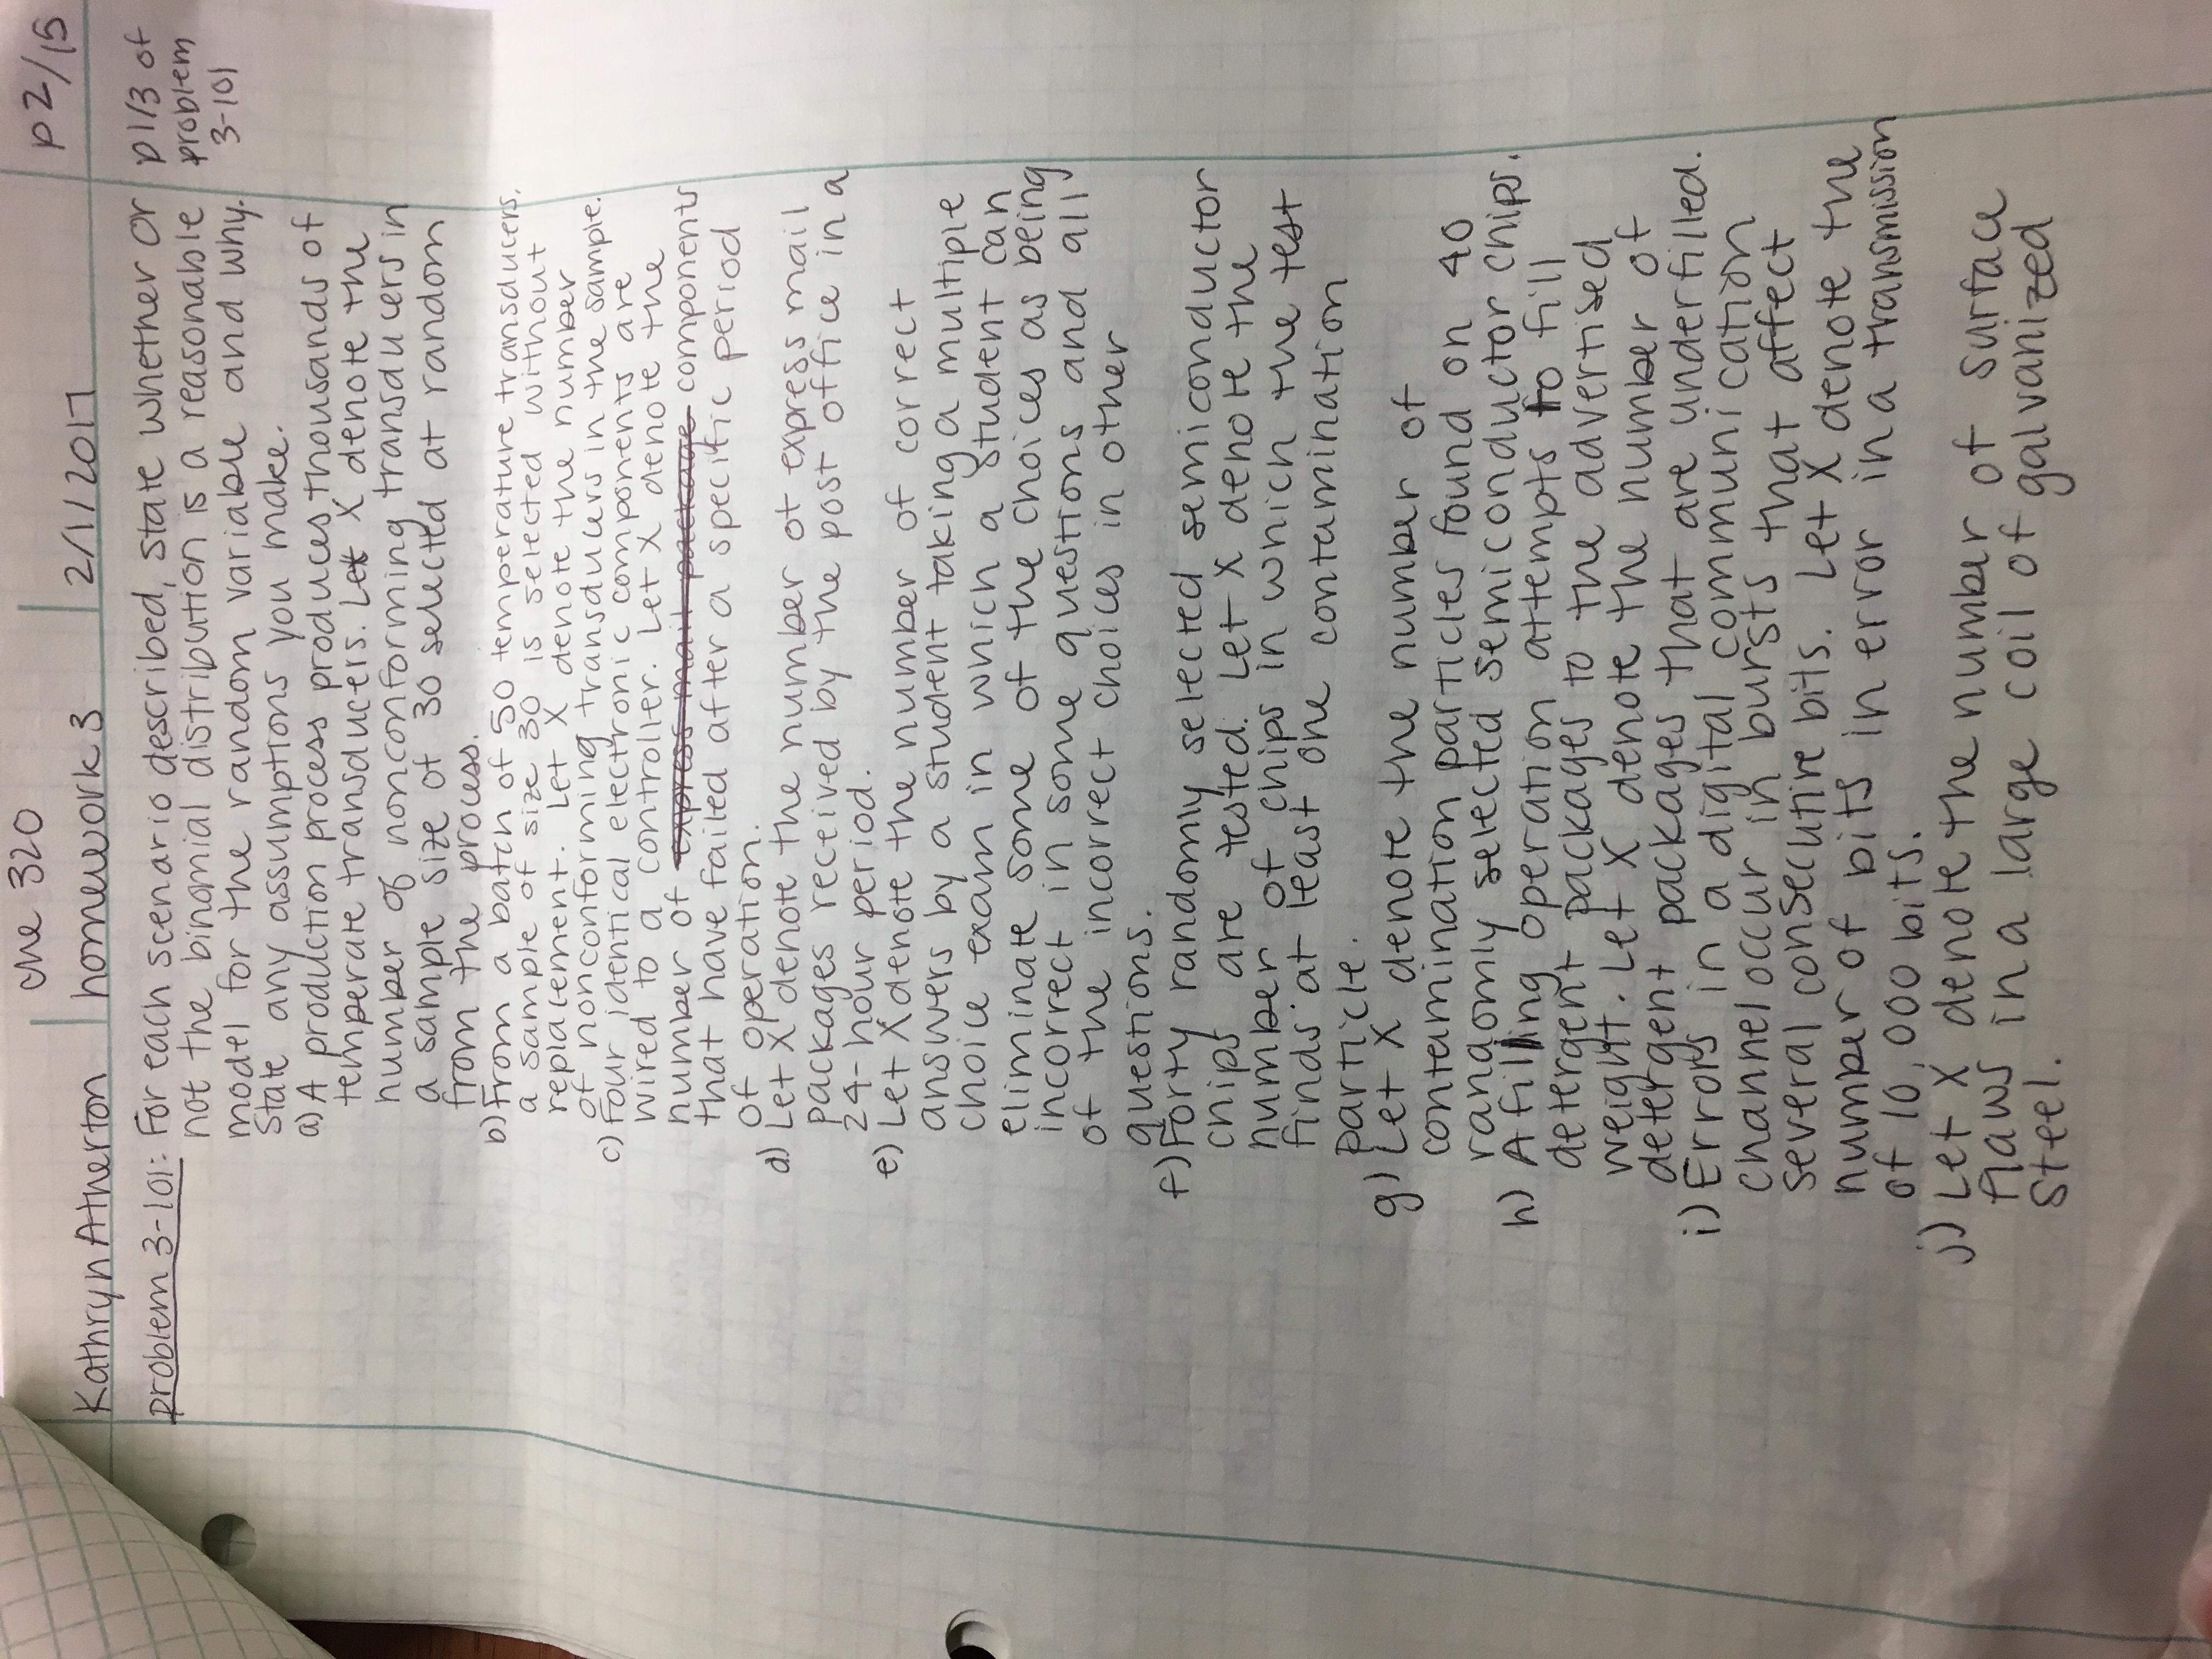 che 320
Kathryn Atherton homework 3 2/1/2017 p2/15
problem 3-101: For each scenario described, state whether or p1/3 of
not the binomial distribution is a reasonable problem
model for the random variable and why. 3-101
State any assumptions you make.
a) A production process produces thousands of
temperate transducers. Let X denote the
number of nonconforming transducers in
a sample size of 30 selected at random
from the process.
b) From a batch of 50 temperature transducers,
a sample of size 30 is selected without
replacement. Let X denote the number
of nonconforming transducers in the sample.
c) Four identical electronic components are
wired to a controller. Let X denote the
number of express mail package components
that have failed after a specific period
of operation.
d) Let X denote the number of express mail
packages received by the post office in a
24-hour period.
e) Let X denote the number of correct
answers by a student taking a multiple
choice exam in which a student can
eliminate some of the choices as being
incorrect in some questions and all
of the incorrect choices in other
questions.
f) Forty randomly selected semiconductor
chips are tested. Let X denote the
number of chips in which the test
finds at least one contamination
particle.
g) Let X denote the number of
contamination particles found on 40
randomly selected semiconductor chips.
h) A filling operation attempts to fill
detergent packages to the advertised
weight. Let X denote the number of
detergent packages that are underfilled.
i) Errors in a digital communication
channel occur in bursts that affect
several consecutive bits. Let X denote the
number of bits in error in a transmission
of 10,000 bits.
j) Let X denote the number of surface
flaws in a large coil of galvanized
steel.